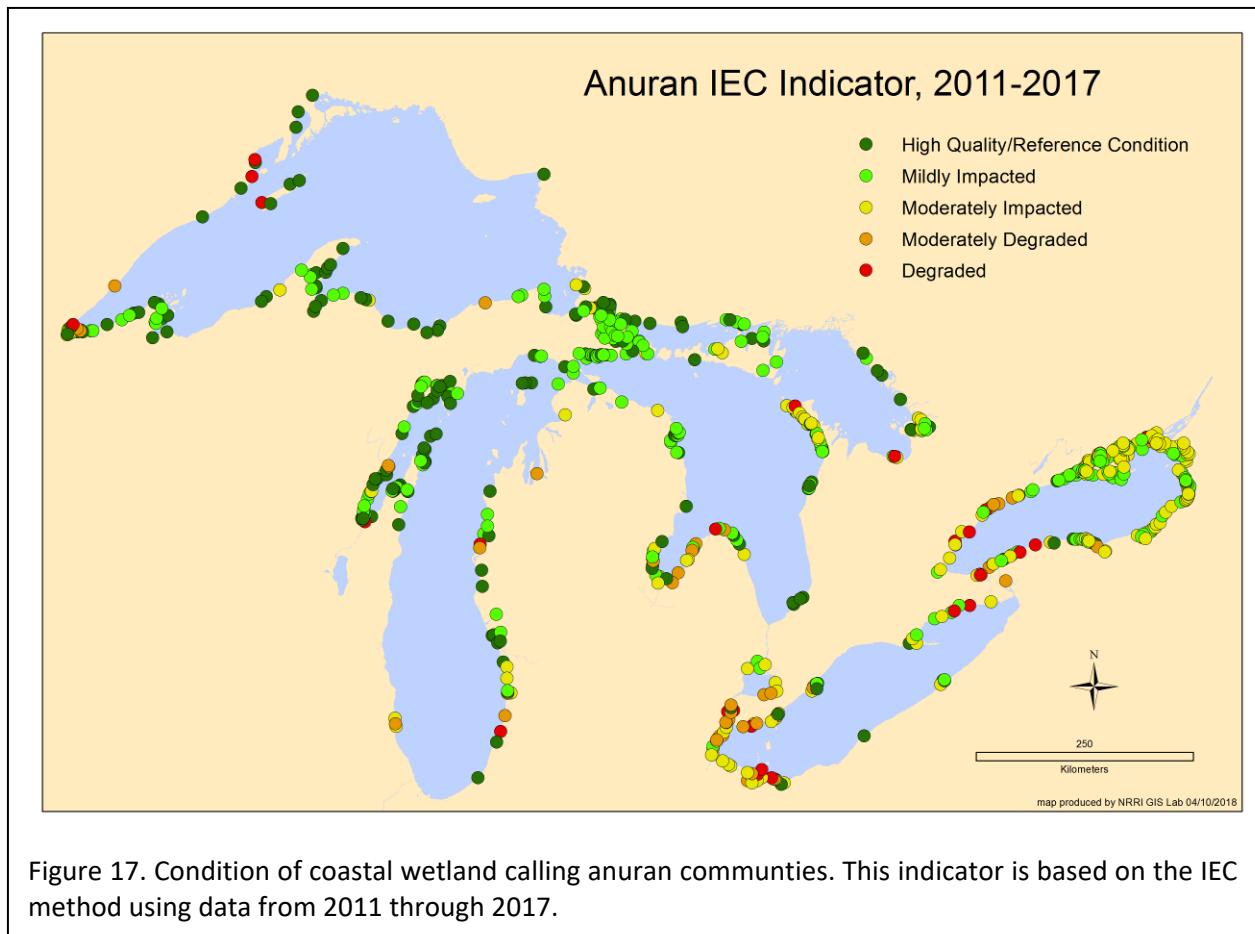 Anuran IEC Indicator, 2011-2017
High Quality/Reference Condition
Mildly Impacted
Moderately Impacted
Moderately Degraded
Degraded
N
250
Kilometers
map produced by NRRI GIS Lab 04/10/2018
Figure 17. Condition of coastal wetland calling anuran communties. This indicator is based on the IEC
method using data from 2011 through 2017.